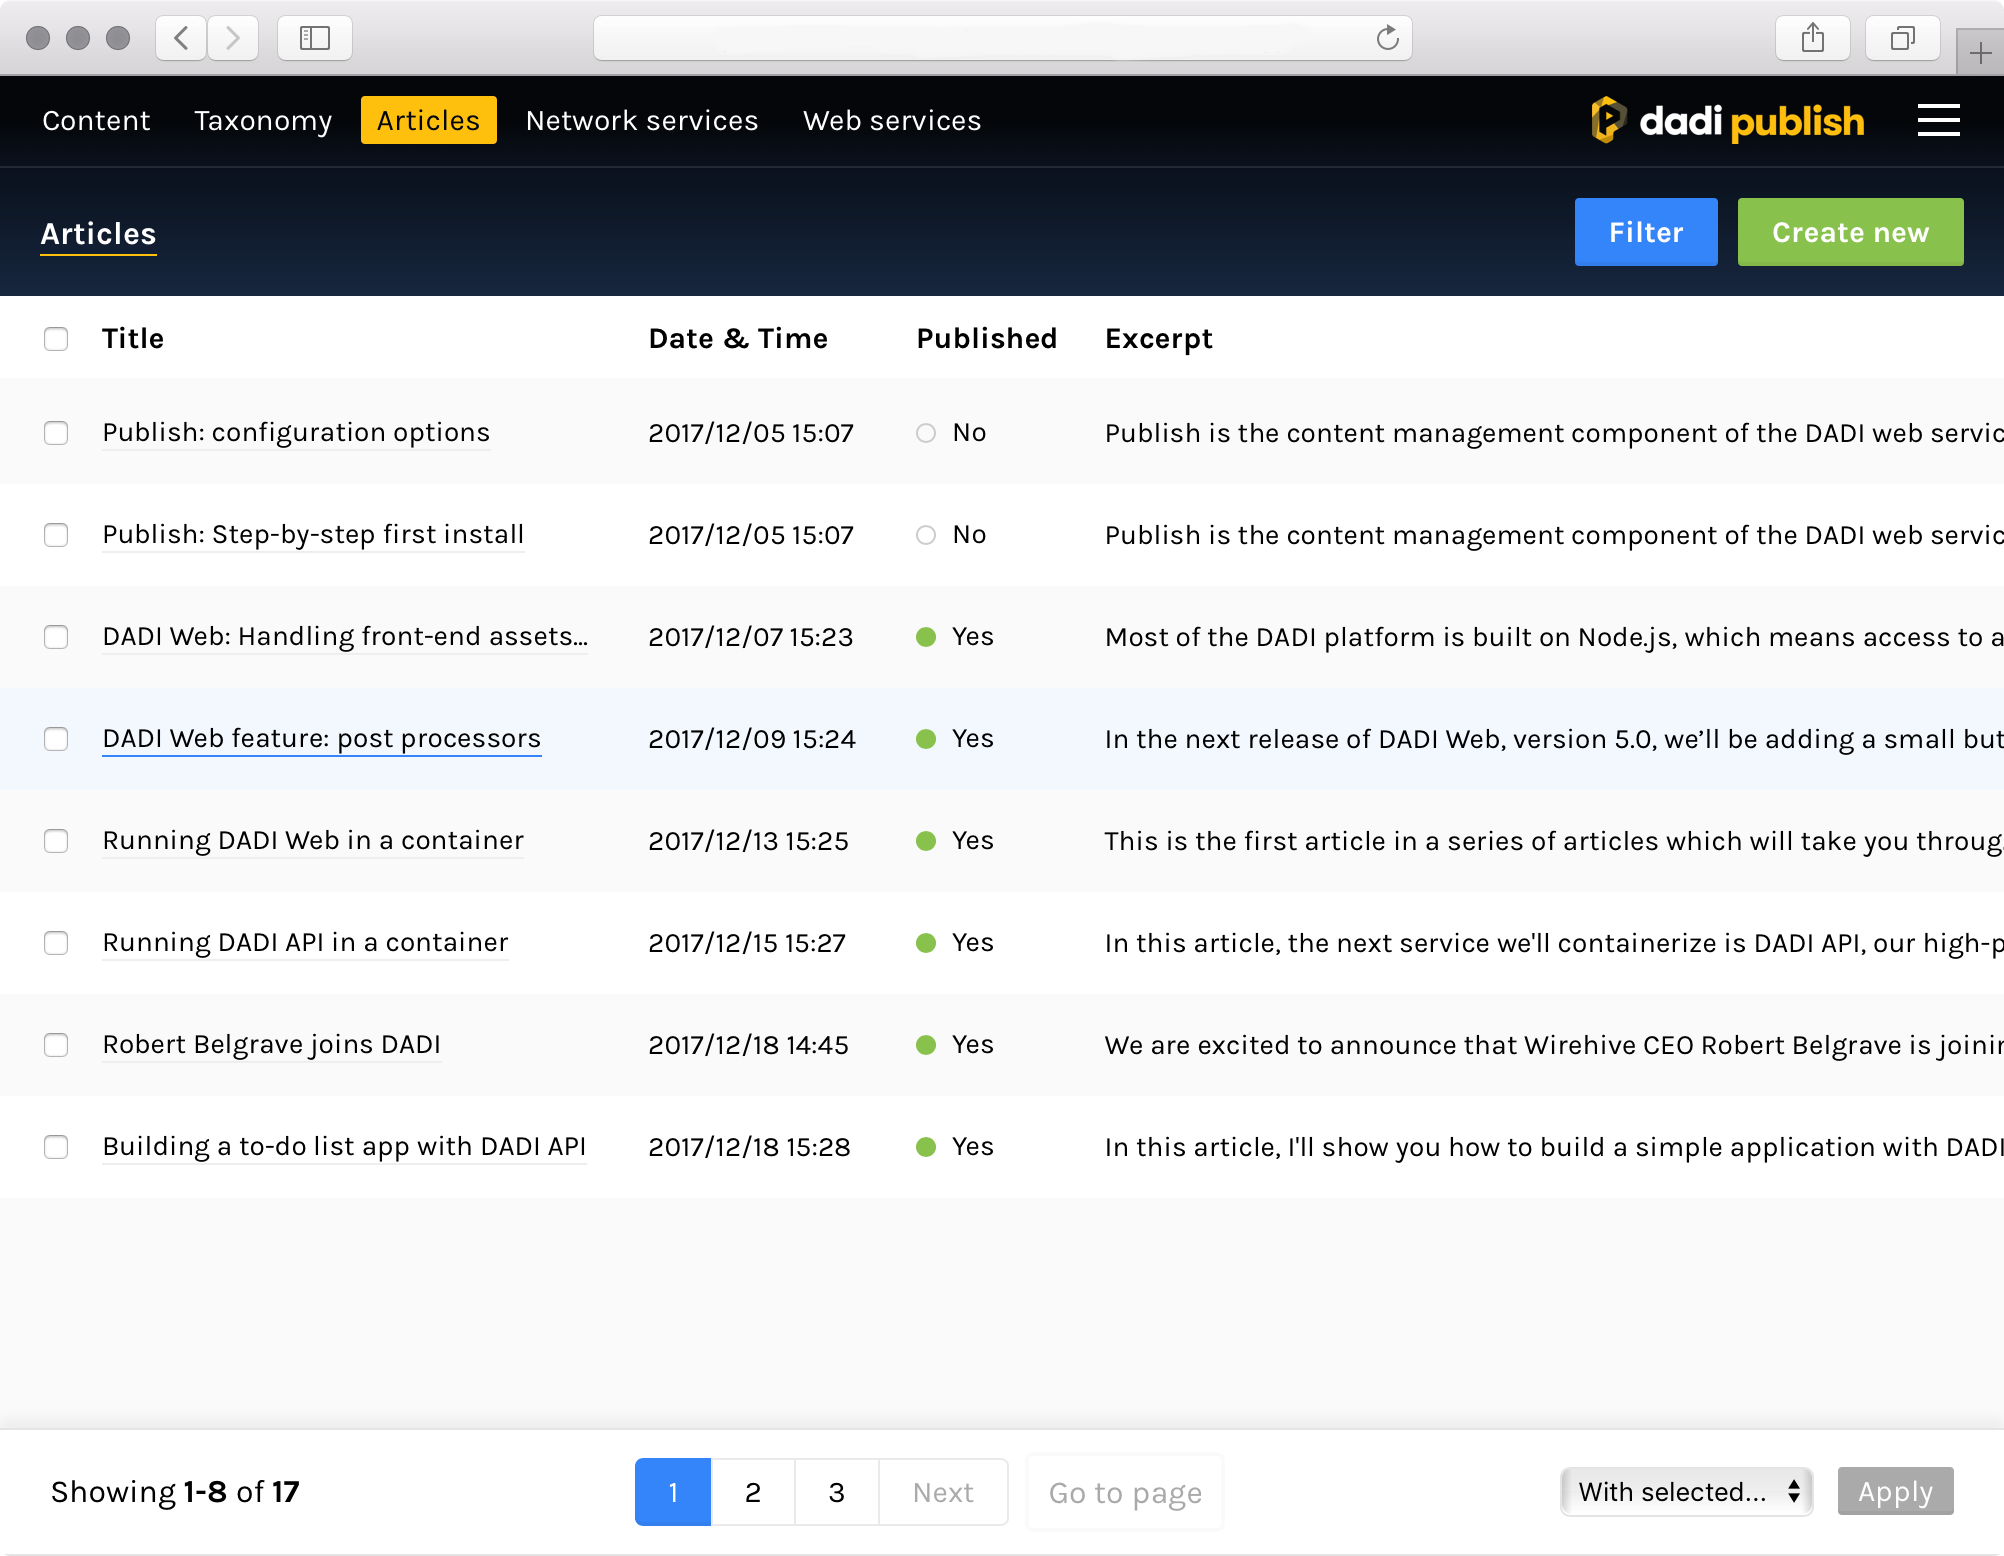 Content Taxonomy Articles Network services Web services dadi publish
Articles Filter Create new
Title Date & Time Published Excerpt
Publish: configuration options 2017/12/05 15:07 No Publish is the content management component of the DADI web servic
Publish: Step-by-step first install 2017/12/05 15:07 No Publish is the content management component of the DADI web servic
DADI Web: Handling front-end assets... 2017/12/07 15:23 Yes Most of the DADI platform is built on Node.js, which means access to a
DADI Web feature: post processors 2017/12/09 15:24 Yes In the next release of DADI Web, version 5.0, we’ll be adding a small but
Running DADI Web in a container 2017/12/13 15:25 Yes This is the first article in a series of articles which will take you throug
Running DADI API in a container 2017/12/15 15:27 Yes In this article, the next service we'll containerize is DADI API, our high-p
Robert Belgrave joins DADI 2017/12/18 14:45 Yes We are excited to announce that Wirehive CEO Robert Belgrave is joinin
Building a to-do list app with DADI API 2017/12/18 15:28 Yes In this article, I'll show you how to build a simple application with DADI
Showing 1-8 of 17 1 2 3 Next Go to page With selected... Apply